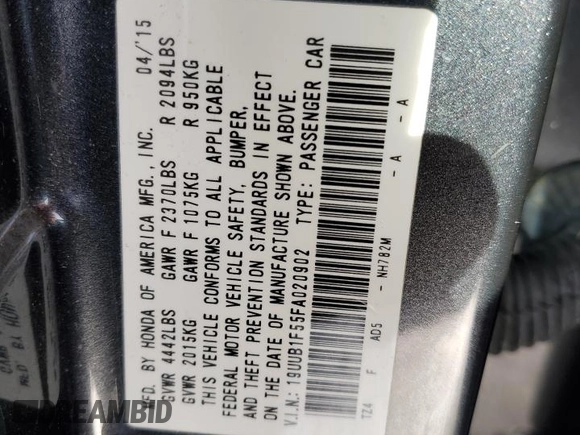 MFD. BY HONDA OF AMERICA MFG., INC. 04/'15
GVWR 4442LBS GAWR F 2370LBS R 2094LBS
GVWR 2015KG GAWR F 1075KG R 950KG
THIS VEHICLE CONFORMS TO ALL APPLICABLE
FEDERAL MOTOR VEHICLE SAFETY, BUMPER,
AND THEFT PREVENTION STANDARDS IN EFFECT
ON THE DATE OF MANUFACTURE SHOWN ABOVE.
V.I.N.: 19UUB1F55FA020902 TYPE: PASSENGER CAR
TZ4 F AD5 - NH782M - A - A
DREAMBID